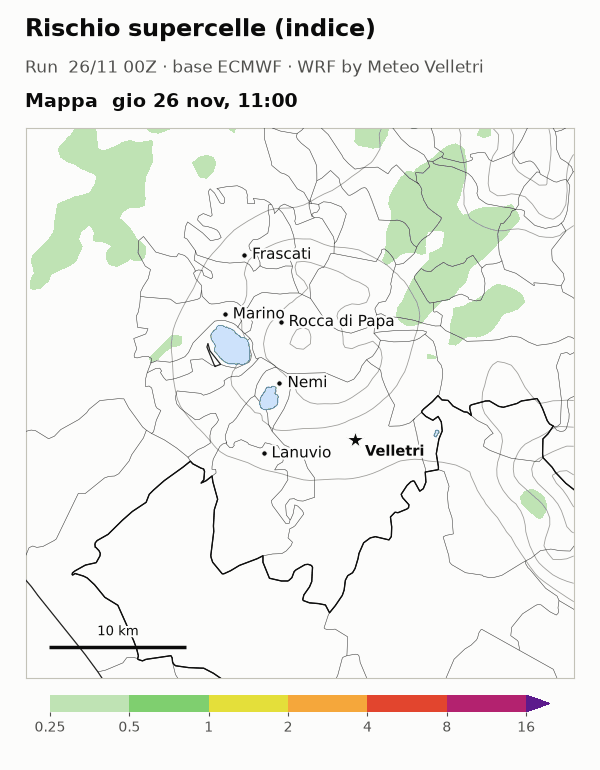 Rischio supercelle (indice)
Run  26/11 00Z · base ECMWF · WRF by Meteo Velletri
Mappa  gio 26 nov, 11:00
Frascati
Marino
Rocca di Papa
Nemi
Velletri
Lanuvio
10 km
0.25 0.5 1 2 4 8 16